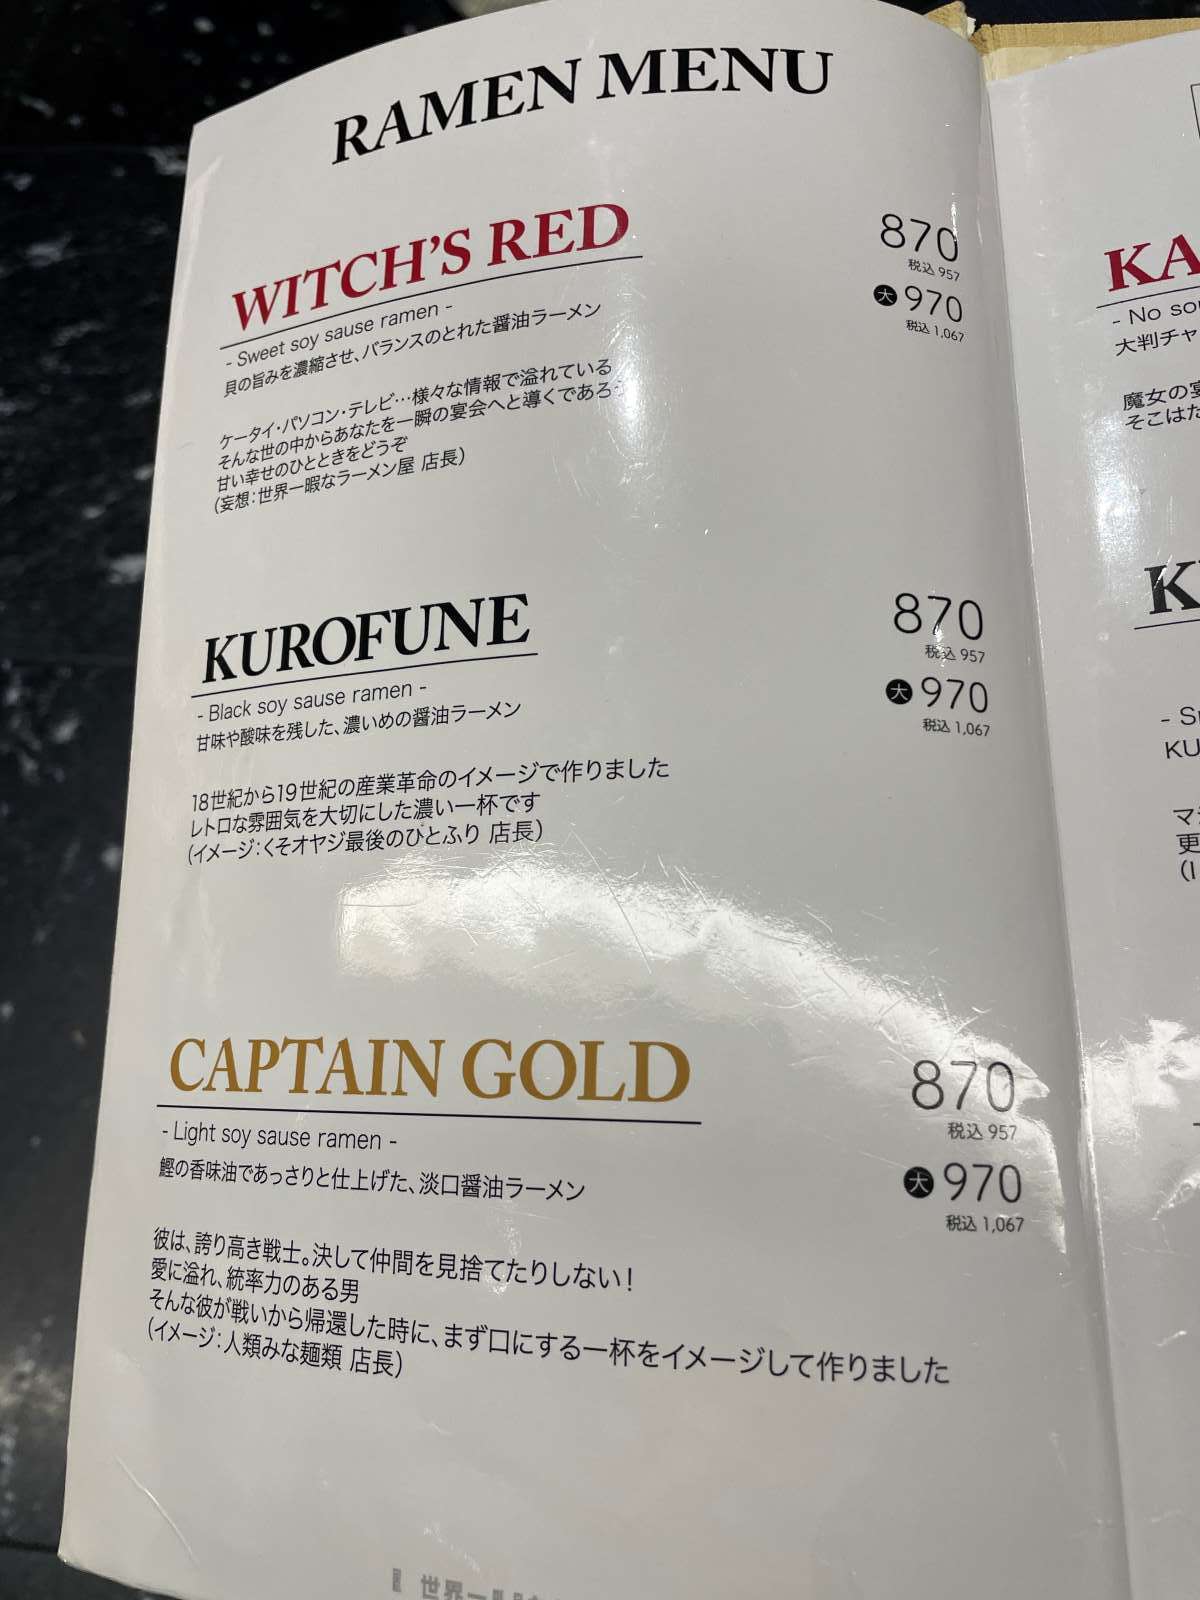 RAMEN MENU
WITCH'S RED
870
税込 957
大 970
税込 1,067
- Sweet soy sause ramen -
貝の旨みを濃縮させ、バランスのとれた醤油ラーメン
ケータイ・パソコン・テレビ…様々な情報で溢れている
そんな世の中からあなたを一瞬の宴会へと導くであろう
甘い幸せのひとときをどうぞ
(妄想：世界一暇なラーメン屋 店長)
KUROFUNE
870
税込 957
大 970
税込 1,067
- Black soy sause ramen -
甘味や酸味を残した、濃いめの醤油ラーメン
18世紀から19世紀の産業革命のイメージで作りました
レトロな雰囲気を大切にした濃い一杯です
(イメージ：くそオヤジ最後のひとふり 店長)
CAPTAIN GOLD
870
税込 957
大 970
税込 1,067
- Light soy sause ramen -
鰹の香味油であっさりと仕上げた、淡口醤油ラーメン
彼は、誇り高き戦士。決して仲間を見捨てたりしない！
愛に溢れ、統率力のある男
そんな彼が戦いから帰還した時に、まず口にする一杯をイメージして作りました
(イメージ：人類みな麺類 店長)
世界一
KA
- No so
大判チャ
魔女の宴
そこはた
K
- S
KU
マ
更
(I